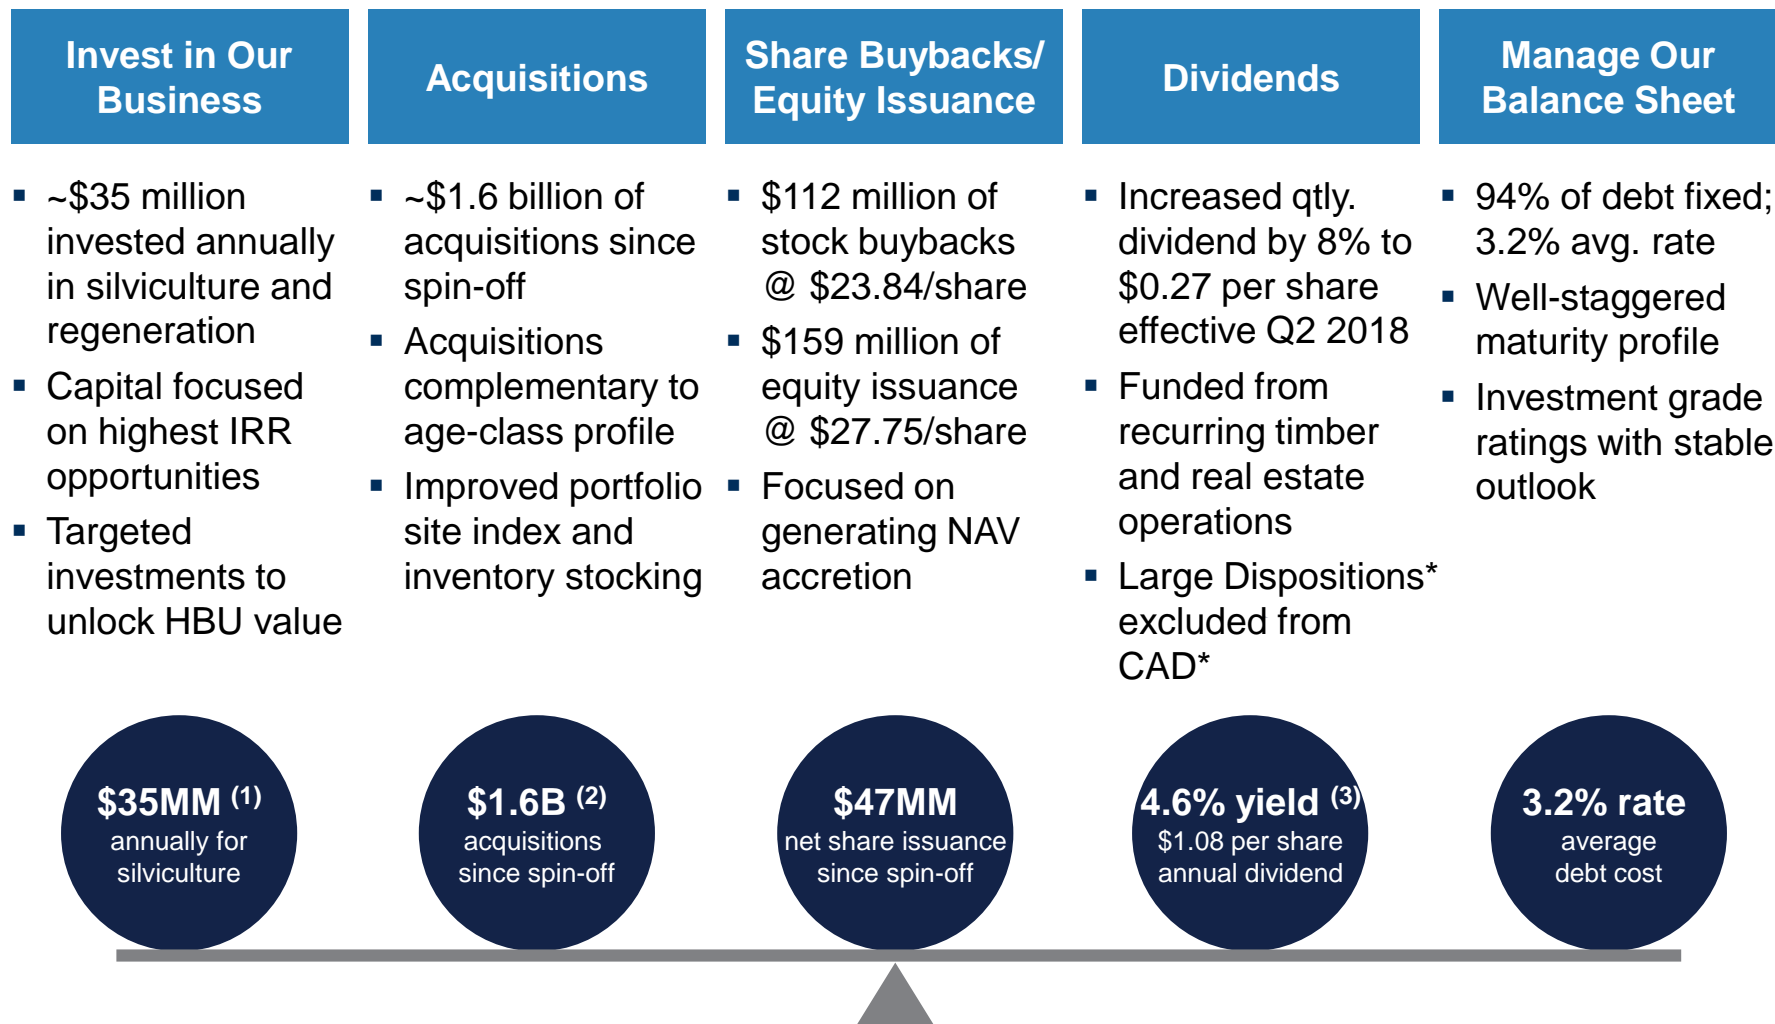 Invest in Our
Business
▪ ~$35 million
invested annually
in silviculture and
regeneration
▪ Capital focused
on highest IRR
opportunities
▪ Targeted
investments to
unlock HBU value
Acquisitions
▪ ~$1.6 billion of
acquisitions since
spin-off
▪ Acquisitions
complementary to
age-class profile
▪ Improved portfolio
site index and
inventory stocking
Share Buybacks/
Equity Issuance
▪ $112 million of
stock buybacks
@ $23.84/share
▪ $159 million of
equity issuance
@ $27.75/share
▪ Focused on
generating NAV
accretion
Dividends
▪ Increased qtly.
dividend by 8% to
$0.27 per share
effective Q2 2018
▪ Funded from
recurring timber
and real estate
operations
▪ Large Dispositions*
excluded from
CAD*
Manage Our
Balance Sheet
▪ 94% of debt fixed;
3.2% avg. rate
▪ Well-staggered
maturity profile
▪ Investment grade
ratings with stable
outlook
$35MM (1)
annually for
silviculture
$1.6B (2)
acquisitions
since spin-off
$47MM
net share issuance
since spin-off
4.6% yield (3)
$1.08 per share
annual dividend
3.2% rate
average
debt cost